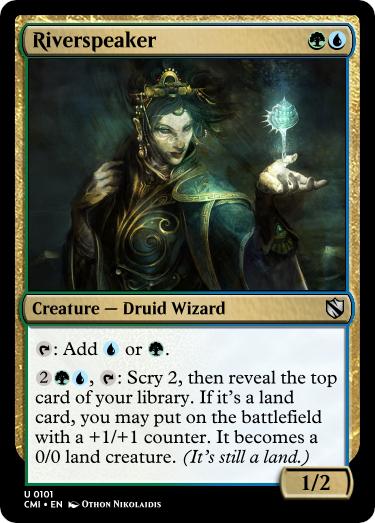 Riverspeaker
Creature — Druid Wizard
: Add or .
2 , : Scry 2, then reveal the top
card of your library. If it's a land
card, you may put on the battlefield
with a +1/+1 counter. It becomes a
0/0 land creature. (It's still a land.)
1/2
U 0101
CMI • EN Othon Nikolaidis